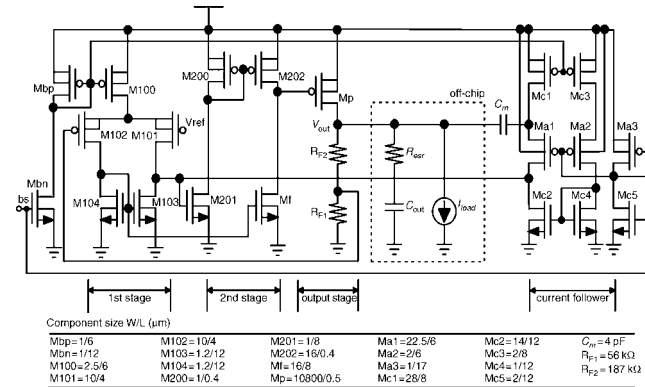 off-chip
Mbp
M100
M200
M202
Mp
Mc1
Mc3
Cm
Vout
Ma1
Ma2
Ma3
M102
M101
Vref
RF2
Resr
Mbn
bs
M104
M103
M201
Mf
RF1
Cout
Iload
Mc2
Mc4
Mc5
1st stage
2nd stage
output stage
current follower
Component size W/L (μm)
Mbp=1/6 M102=10/4 M201=1/8 Ma1=22.5/6 Mc2=14/12 Cm=4 pF
Mbn=1/12 M103=1.2/12 M202=16/0.4 Ma2=2/6 Mc3=2/8 RF1=56 kΩ
M100=2.5/6 M104=1.2/12 Mf=16/8 Ma3=1/17 Mc4=1/12 RF2=187 kΩ
M101=10/4 M200=1/0.4 Mp=10800/0.5 Mc1=28/8 Mc5=2/12